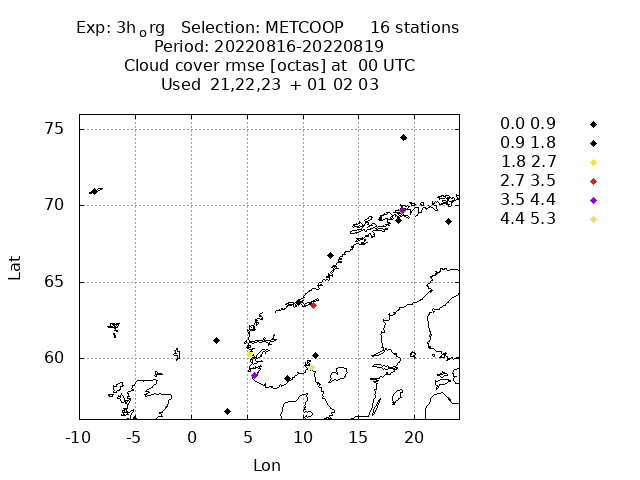 Exp: 3h_org   Selection: METCOOP      16 stations
Period: 20220816-20220819
Cloud cover rmse [octas] at  00 UTC
Used  21,22,23  + 01 02 03
0.0 0.9
0.9 1.8
1.8 2.7
2.7 3.5
3.5 4.4
4.4 5.3
75
70
65
60
Lat
-10 -5 0 5 10 15 20
Lon